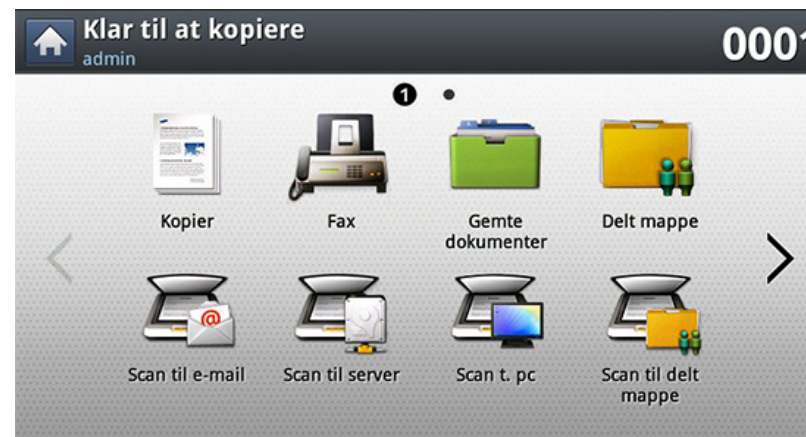 Klar til at kopiere
admin
0001
1
Kopier
Fax
Gemte
dokumenter
Delt mappe
Scan til e-mail
Scan til server
Scan t. pc
Scan til delt
mappe